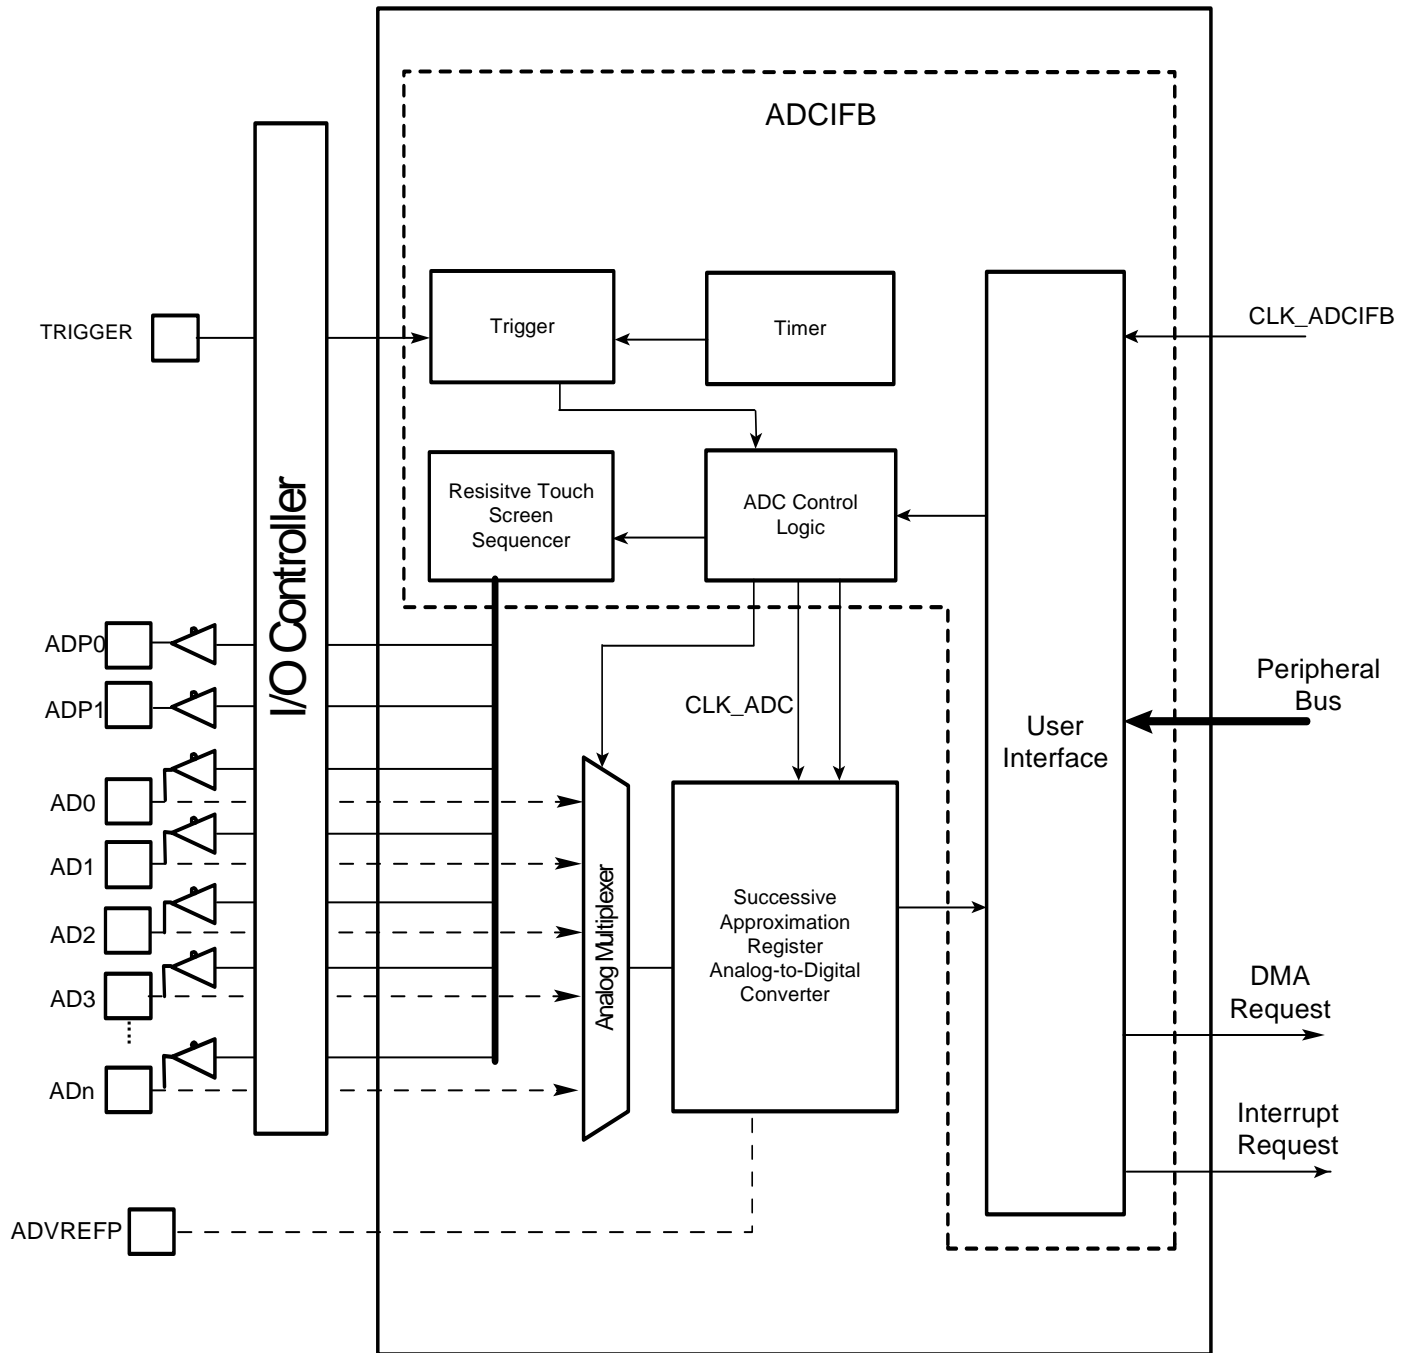 ADCIFB
TRIGGER
Trigger
Timer
CLK_ADCIFB
I/O Controller
Resisitve Touch
Screen
Sequencer
ADC Control
Logic
ADP0
ADP1
AD0
AD1
AD2
AD3
ADn
ADVREFP
CLK_ADC
Analog Multiplexer
Successive
Approximation
Register
Analog-to-Digital
Converter
User
Interface
Peripheral
Bus
DMA
Request
Interrupt
Request